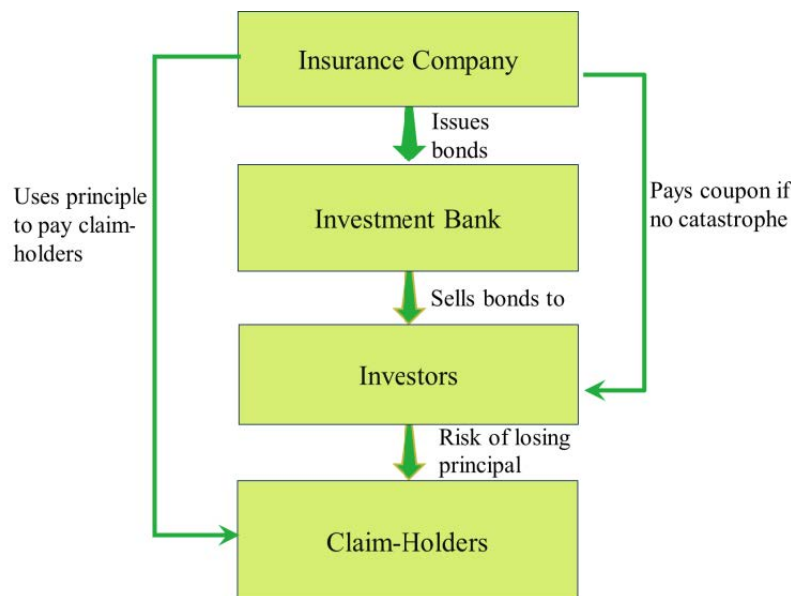 Insurance Company
Issues
bonds
Uses principle
to pay claim-
holders
Pays coupon if
no catastrophe
Investment Bank
Sells bonds to
Investors
Risk of losing
principal
Claim-Holders